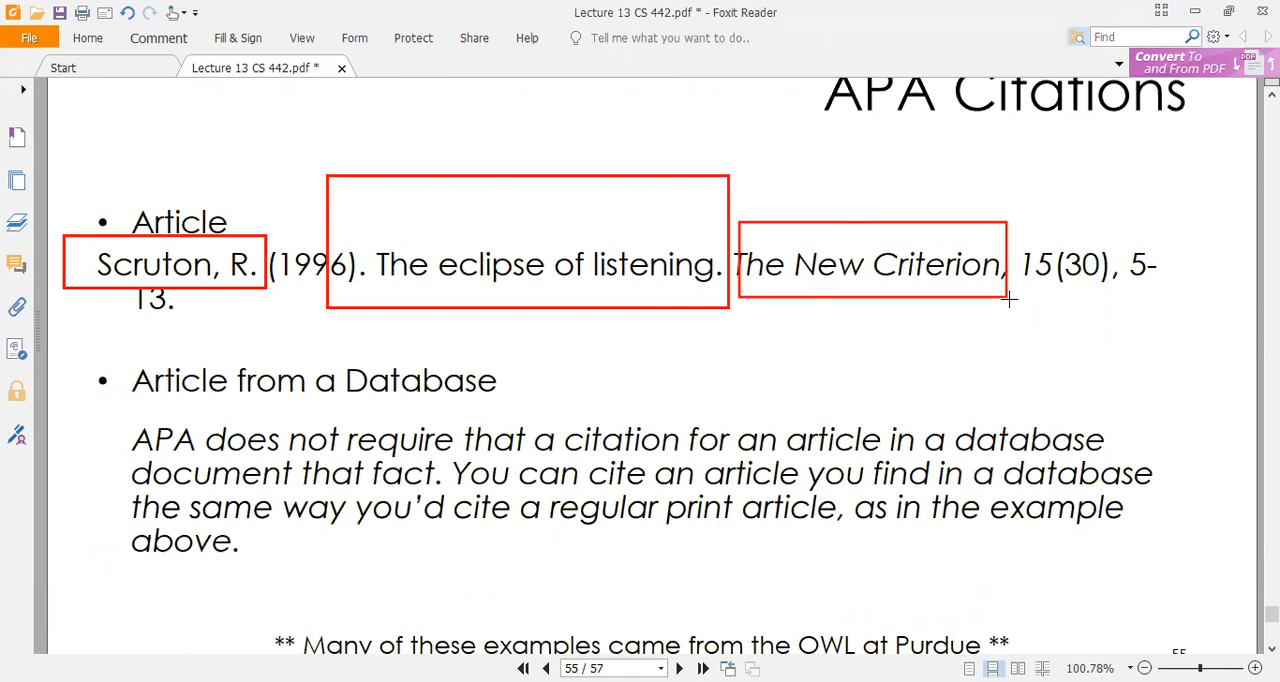 Lecture 13 CS 442.pdf * - Foxit Reader
File Home Comment Fill & Sign View Form Protect Share Help Tell me what you want to do.. Find
Start Lecture 13 CS 442.pdf * Convert To
and From PDF
APA Citations
• Article
Scruton, R. (1996). The eclipse of listening. The New Criterion, 15(30), 5-
13.
• Article from a Database
APA does not require that a citation for an article in a database
document that fact. You can cite an article you find in a database
the same way you’d cite a regular print article, as in the example
above.
** Many of these examples came from the OWL at Purdue **
55
55 / 57 100.78%